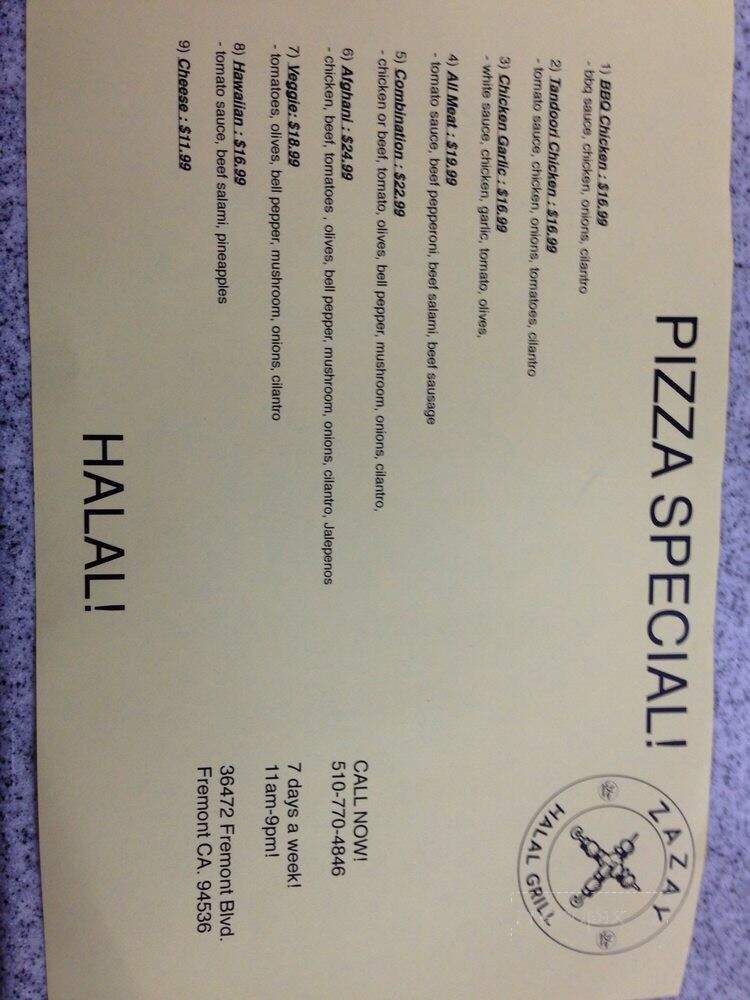 PIZZA SPECIAL!
ZAZAY
HALAL GRILL
1) BBQ Chicken : $16.99
- bbq sauce, chicken, onions, cilantro
2) Tandoori Chicken : $16.99
- tomato sauce, chicken, onions, tomatoes, cilantro
3) Chicken Garlic : $16.99
- white sauce, chicken, garlic, tomato, olives,
4) All Meat : $19.99
- tomato sauce, beef pepperoni, beef salami, beef sausage
5) Combination : $22.99
- chicken or beef, tomato, olives, bell pepper, mushroom, onions, cilantro,
6) Afghani : $24.99
- chicken, beef, tomatoes , olives, bell pepper, mushroom, onions, cilantro, Jalepenos
7) Veggie: $18.99
- tomatoes, olives, bell pepper, mushroom, onions, cilantro
8) Hawaiian : $16.99
- tomato sauce, beef salami, pineapples
9) Cheese : $11.99
HALAL!
CALL NOW!
510-770-4846
7 days a week!
11am-9pm!
36472 Fremont Blvd.
Fremont CA. 94536